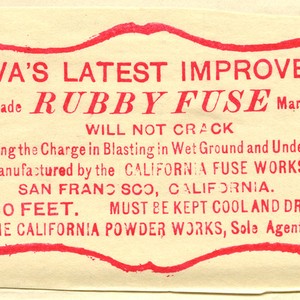 VA'S LATEST IMPROVE
ade RUBBY FUSE Man
WILL NOT CRACK
ng the Charge in Blasting in Wet Ground and Unde
anufactured by the CALIFORNIA FUSE WORKS
SAN FRANC SCO, CALIFORNIA.
0 FEET. MUST BE KEPT COOL AND DR
HE CALIFORNIA POWDER WORKS, Sole Agent